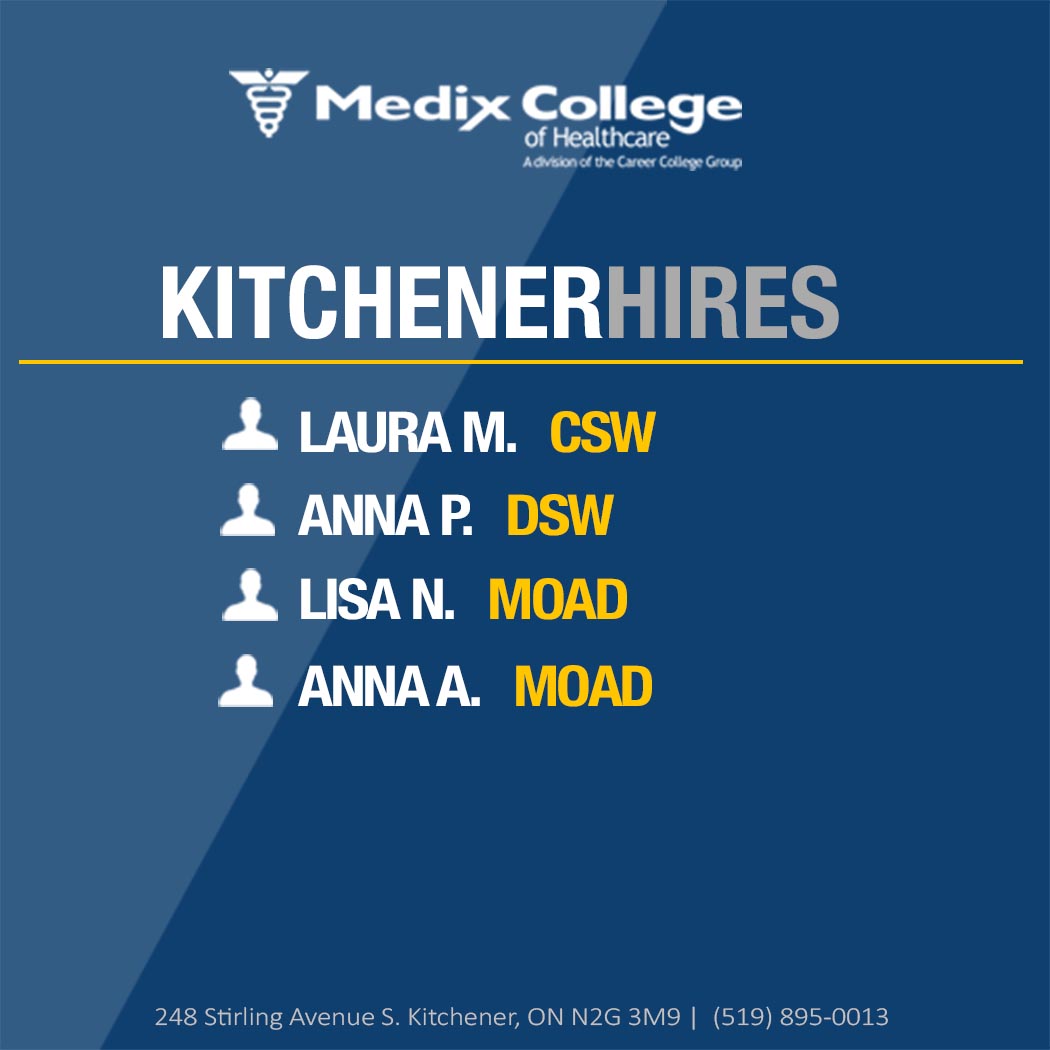 Medix College
of Healthcare
A division of the Career College Group
KITCHENERHIRES
LAURA M. CSW
ANNA P. DSW
LISA N. MOAD
ANNA A. MOAD
248 Stirling Avenue S. Kitchener, ON N2G 3M9 | (519) 895-0013